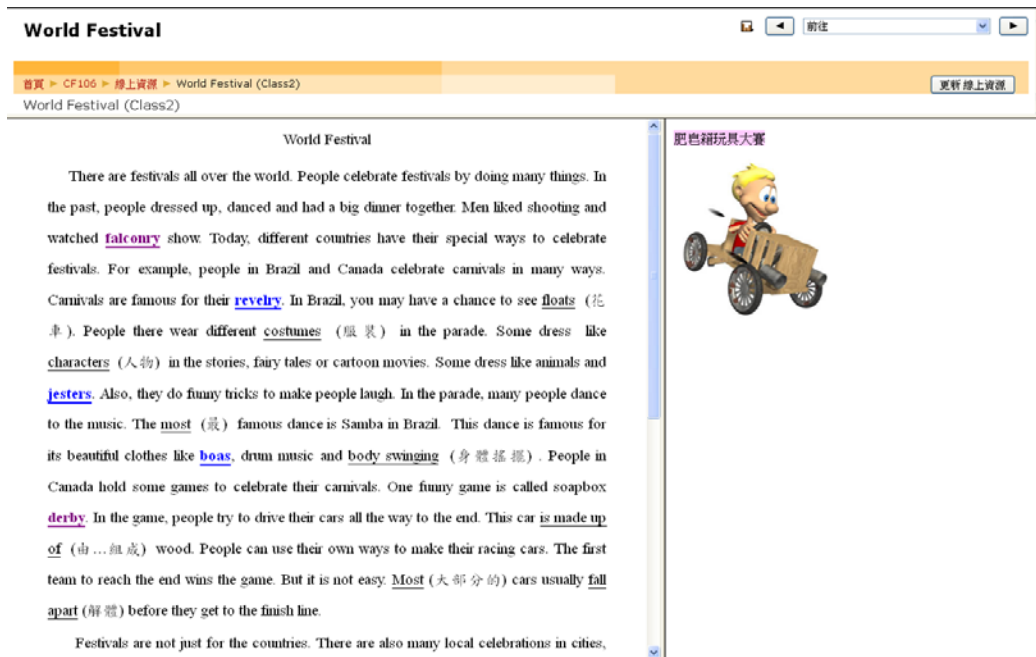 World Festival
前往
首頁 ► CF106 ► 線上資源 ► World Festival (Class2)
更新 線上資源
World Festival (Class2)
World Festival
There are festivals all over the world. People celebrate festivals by doing many things. In
the past, people dressed up, danced and had a big dinner together. Men liked shooting and
watched falconry show. Today, different countries have their special ways to celebrate
festivals. For example, people in Brazil and Canada celebrate carnivals in many ways.
Carnivals are famous for their revelry. In Brazil, you may have a chance to see floats (花
車). People there wear different costumes (服裝) in the parade. Some dress like
characters (人物) in the stories, fairy tales or cartoon movies. Some dress like animals and
jesters. Also, they do funny tricks to make people laugh. In the parade, many people dance
to the music. The most (最) famous dance is Samba in Brazil. This dance is famous for
its beautiful clothes like boas, drum music and body swinging (身體搖擺). People in
Canada hold some games to celebrate their carnivals. One funny game is called soapbox
derby. In the game, people try to drive their cars all the way to the end. This car is made up
of (由…組成) wood. People can use their own ways to make their racing cars. The first
team to reach the end wins the game. But it is not easy. Most (大部分的) cars usually fall
apart (解體) before they get to the finish line.
Festivals are not just for the countries. There are also many local celebrations in cities,
肥皂箱玩具大賽